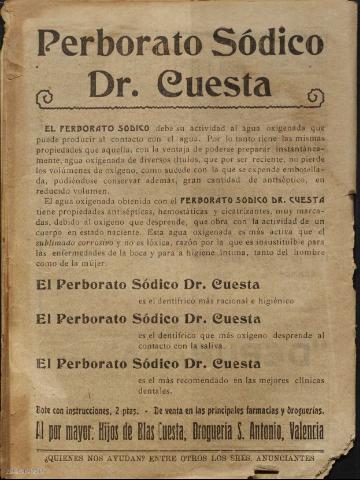 Perborato Sódico
Dr. Cuesta
EL PERBORATO SODICO debe su actividad al agua oxigenada que
puede producir al contacto con el agua. Por lo tanto tiene las mismas
propiedades que aquella, con la ventaja de poderse preparar instantánea-
mente, agua oxigenada de diversos títulos, que por ser reciente, no pierde
los volúmenes de oxígeno, como sucede con la que se expende embotella-
da, pudiéndose conservar además, gran cantidad de antiséptico, en
reducido volumen.
El agua oxigenada obtenida con el PERBORATO SODICO DR. CUESTA
tiene propiedades antisépticas, hemostáticas y cicatrizantes, muy marca-
das, debido al oxígeno que desprende, que obra con la actividad de un
cuerpo en estado naciente. Esta agua oxigenada es más activa que el
sublimado corrosivo y no es tóxica, razón por la que es insustituible para
las enfermedades de la boca y para a higiene íntima, tanto del hombre
como de la mujer.
El Perborato Sódico Dr. Cuesta
es el dentífrico más racional e higiénico
El Perborato Sódico Dr. Cuesta
es el dentífrico que más oxígeno desprende al
contacto con la saliva.
El Perborato Sódico Dr. Cuesta
es el más recomendado en las mejores clínicas
dentales.
Bote con instrucciones, 2 ptas. - De venta en las principales farmacias y droguerías.
Al por mayor: Hijos de Blas Cuesta, Droguería S. Antonio, Valencia
¿QUIENES NOS AYUDAN? ENTRE OTROS LOS SRES. ANUNCIANTES